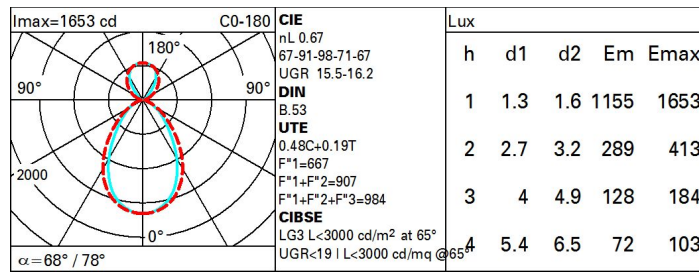 Imax=1653 cd C0-180
180°
90° 90°
2000
0°
α=68° / 78°
CIE
nL 0.67
67-91-98-71-67
UGR 15.5-16.2
DIN
B.53
UTE
0.48C+0.19T
F"1=667
F"1+F"2=907
F"1+F"2+F"3=984
CIBSE
LG3 L<3000 cd/m² at 65°
UGR<19 | L<3000 cd/mq @65°
Lux
h d1 d2 Em Emax
1 1.3 1.6 1155 1653
2 2.7 3.2 289 413
3 4 4.9 128 184
4 5.4 6.5 72 103